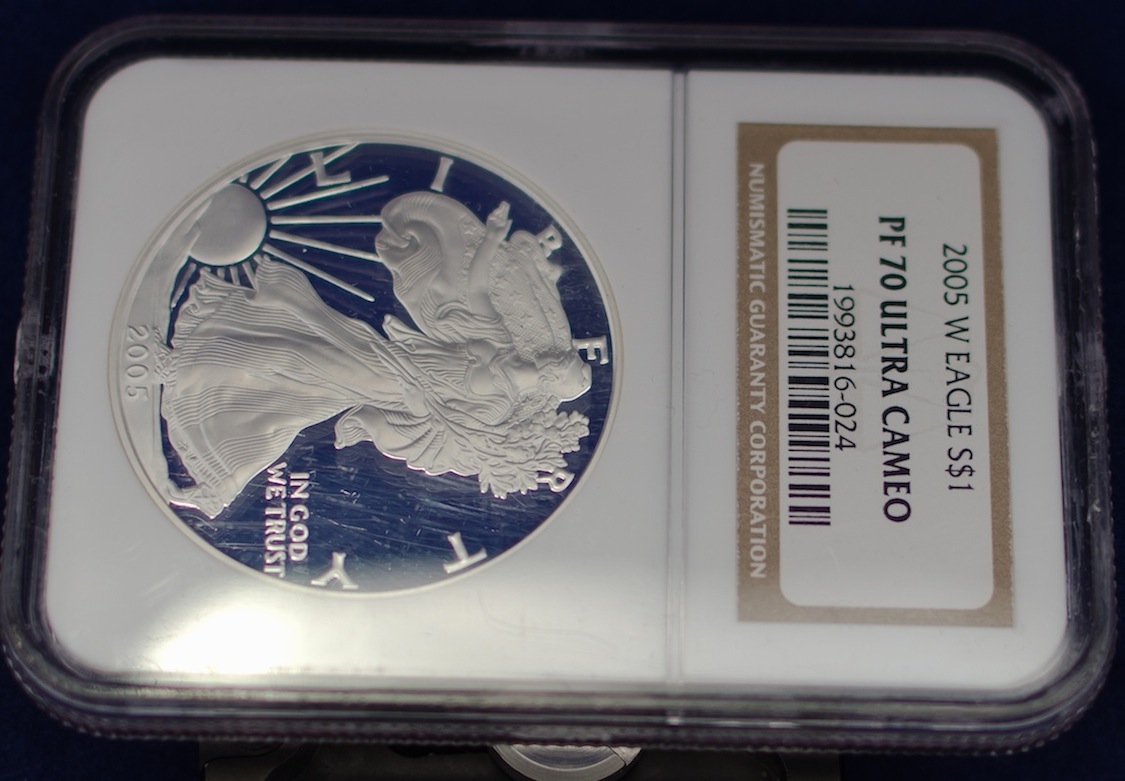 2005 W EAGLE S$1
PF 70 ULTRA CAMEO
1993816-024
NUMISMATIC GUARANTY CORPORATION
LIBERTY
IN GOD
WE TRUST
2005